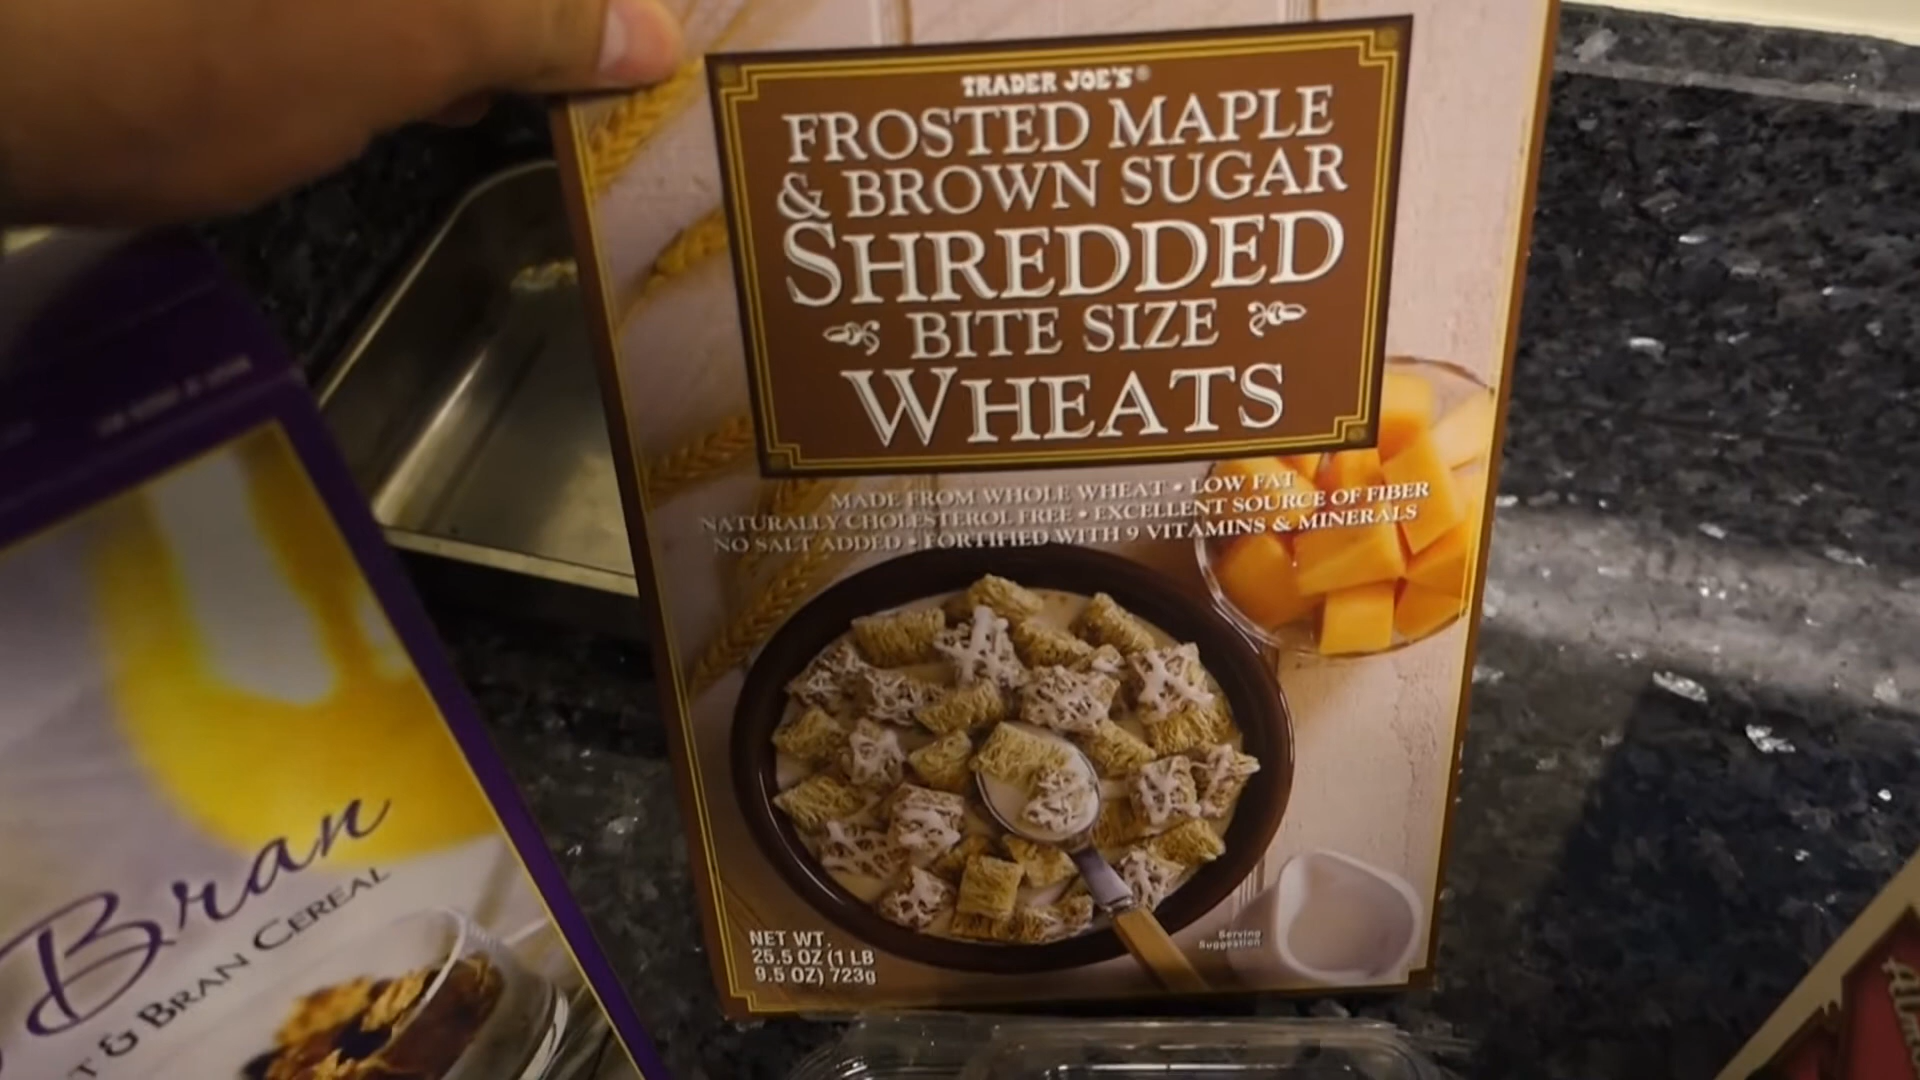 TRADER JOE'S®
FROSTED MAPLE
& BROWN SUGAR
SHREDDED
BITE SIZE
WHEATS
MADE FROM WHOLE WHEAT • LOW FAT
NATURALLY CHOLESTEROL FREE • EXCELLENT SOURCE OF FIBER
NO SALT ADDED • FORTIFIED WITH 9 VITAMINS & MINERALS
NET WT.
25.5 OZ (1 LB
9.5 OZ) 723g
Serving
Suggestion
Bran
& BRAN CEREAL